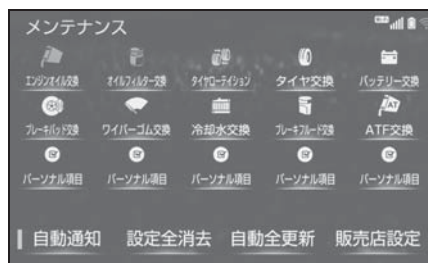 メンテナンス
エンジンオイル交換 オイルフィルター交換 タイヤローテイション タイヤ交換 バッテリー交換
ブレーキパッド交換 ワイパーゴム交換 冷却水交換 ブレーキフルード交換 ATF交換
パーソナル項目 パーソナル項目 パーソナル項目 パーソナル項目 パーソナル項目
自動通知 設定全消去 自動全更新 販売店設定